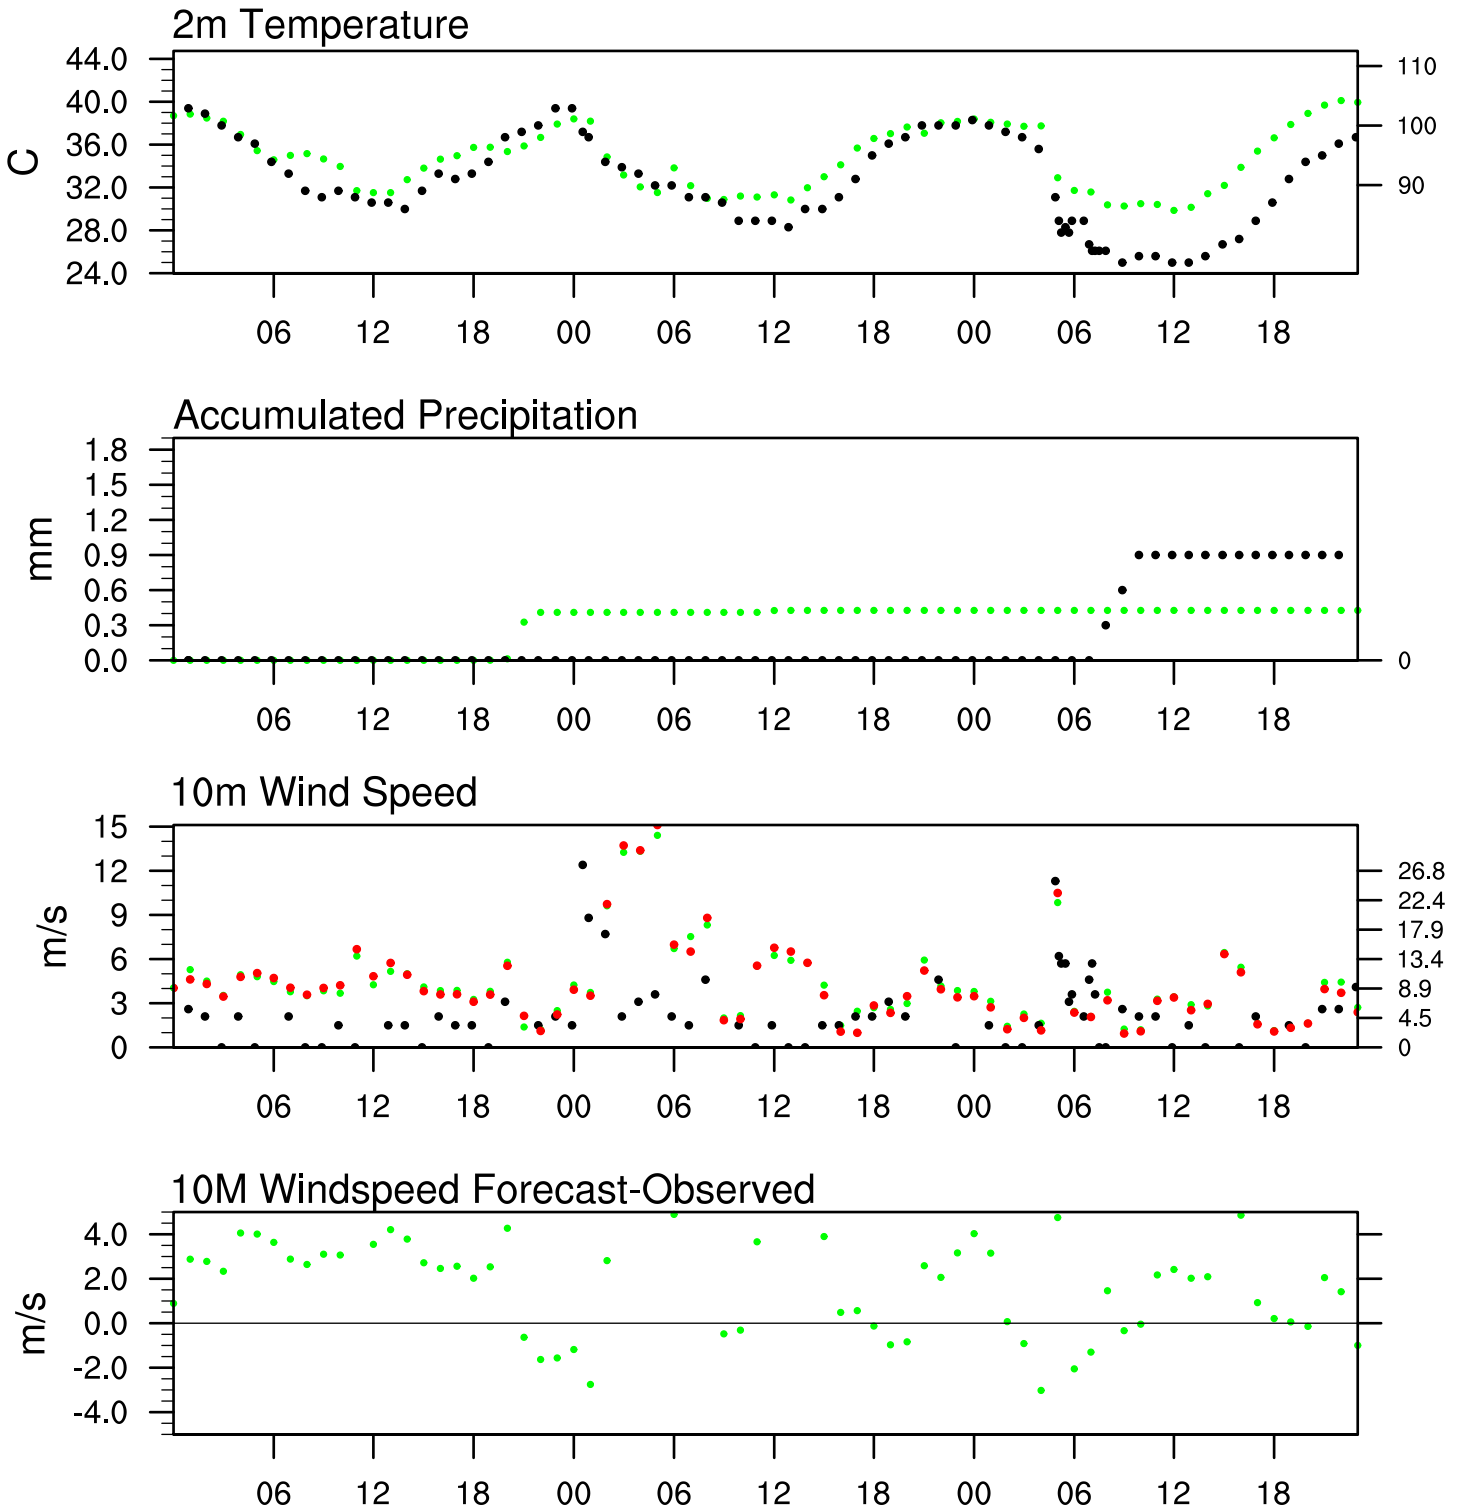 2m Temperature
44.0
40.0
36.0
32.0
28.0
24.0
C
110
100
90
06 12 18 00 06 12 18 00 06 12 18
Accumulated Precipitation
1.8
1.5
1.2
0.9
0.6
0.3
0.0
mm
0
06 12 18 00 06 12 18 00 06 12 18
10m Wind Speed
15
12
9
6
3
0
m/s
26.8
22.4
17.9
13.4
8.9
4.5
0
06 12 18 00 06 12 18 00 06 12 18
10M Windspeed Forecast-Observed
4.0
2.0
0.0
-2.0
-4.0
m/s
06 12 18 00 06 12 18 00 06 12 18